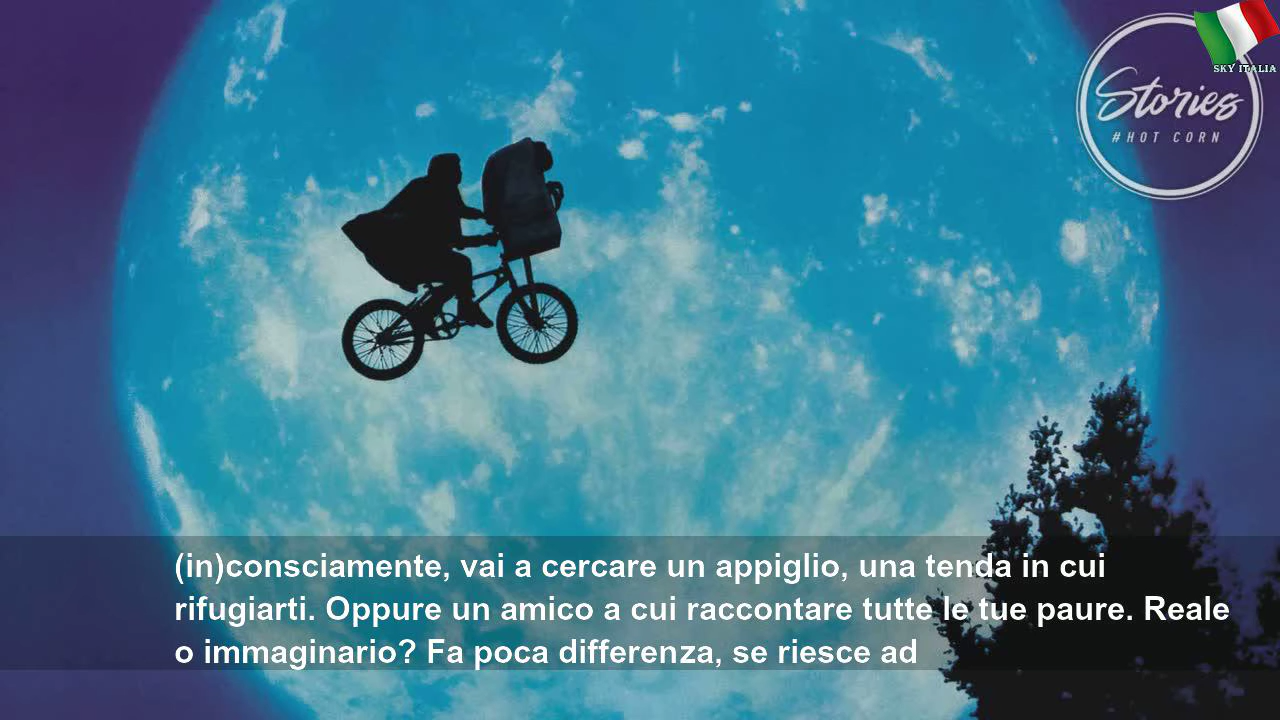 SKY ITALIA
Stories
#HOT CORN
(in)consciamente, vai a cercare un appiglio, una tenda in cui
rifugiarti. Oppure un amico a cui raccontare tutte le tue paure. Reale
o immaginario? Fa poca differenza, se riesce ad